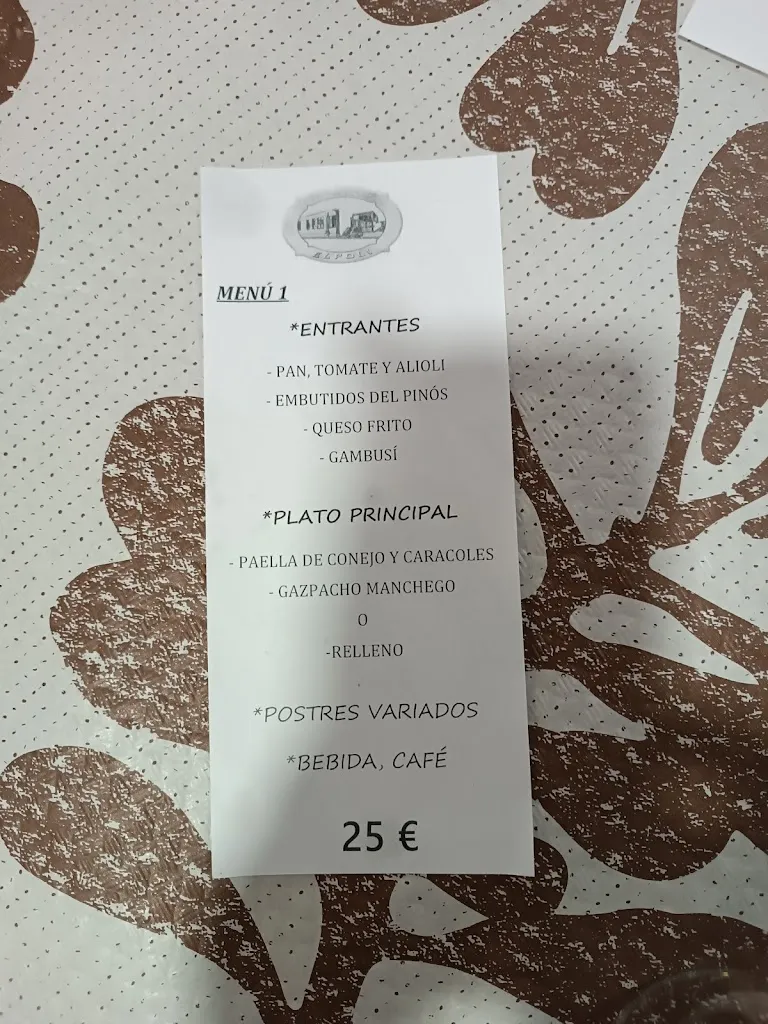 MENÚ 1
*ENTRANTES
- PAN, TOMATE Y ALIOLI
- EMBUTIDOS DEL PINÓS
- QUESO FRITO
- GAMBUSÍ
*PLATO PRINCIPAL
- PAELLA DE CONEJO Y CARACOLES
- GAZPACHO MANCHEGO
O
-RELLENO
*POSTRES VARIADOS
*BEBIDA, CAFÉ
25 €